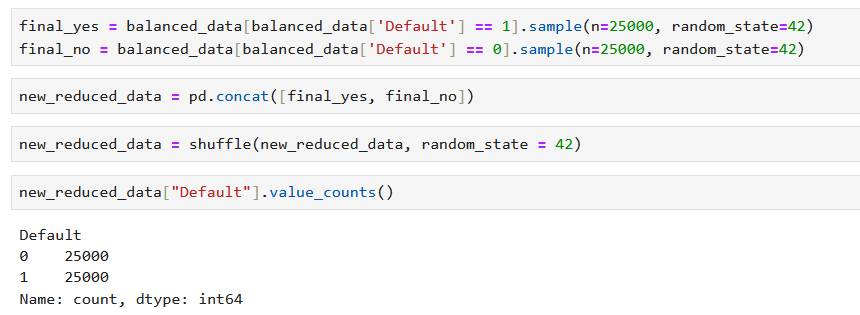 final_yes = balanced_data[balanced_data['Default'] == 1].sample(n=25000, random_state=42)
final_no = balanced_data[balanced_data['Default'] == 0].sample(n=25000, random_state=42)
new_reduced_data = pd.concat([final_yes, final_no])
new_reduced_data = shuffle(new_reduced_data, random_state = 42)
new_reduced_data["Default"].value_counts()
Default
0    25000
1    25000
Name: count, dtype: int64